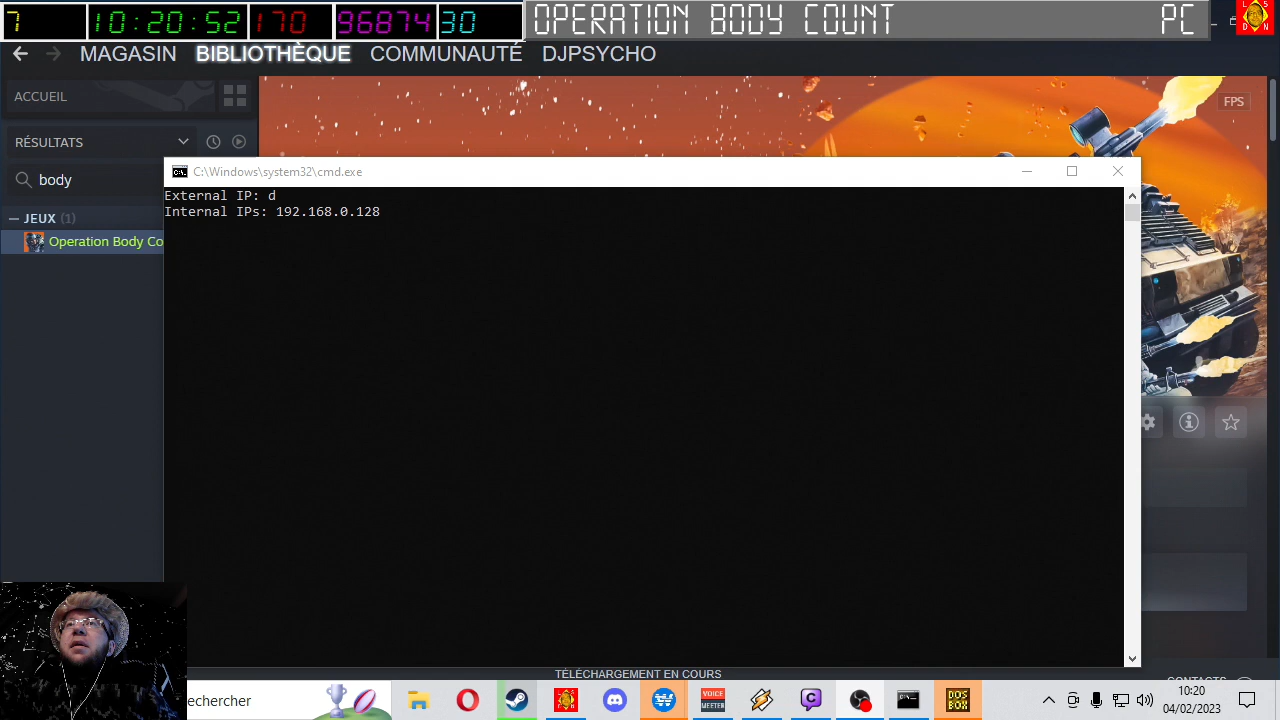 7 10:20:52 170 96874 30 OPERATION BODY COUNT PC
L S
D N
MAGASIN BIBLIOTHÈQUE COMMUNAUTÉ DJPSYCHO
ACCUEIL
FPS
RÉSULTATS
body
C:\Windows\system32\cmd.exe
External IP: d
Internal IPs: 192.168.0.128
JEUX (1)
Operation Body Co
TÉLÉCHARGEMENT EN COURS
CONTACTS
echercher
VOICE
MEETER
DOS
BOX
10:20
04/02/2023